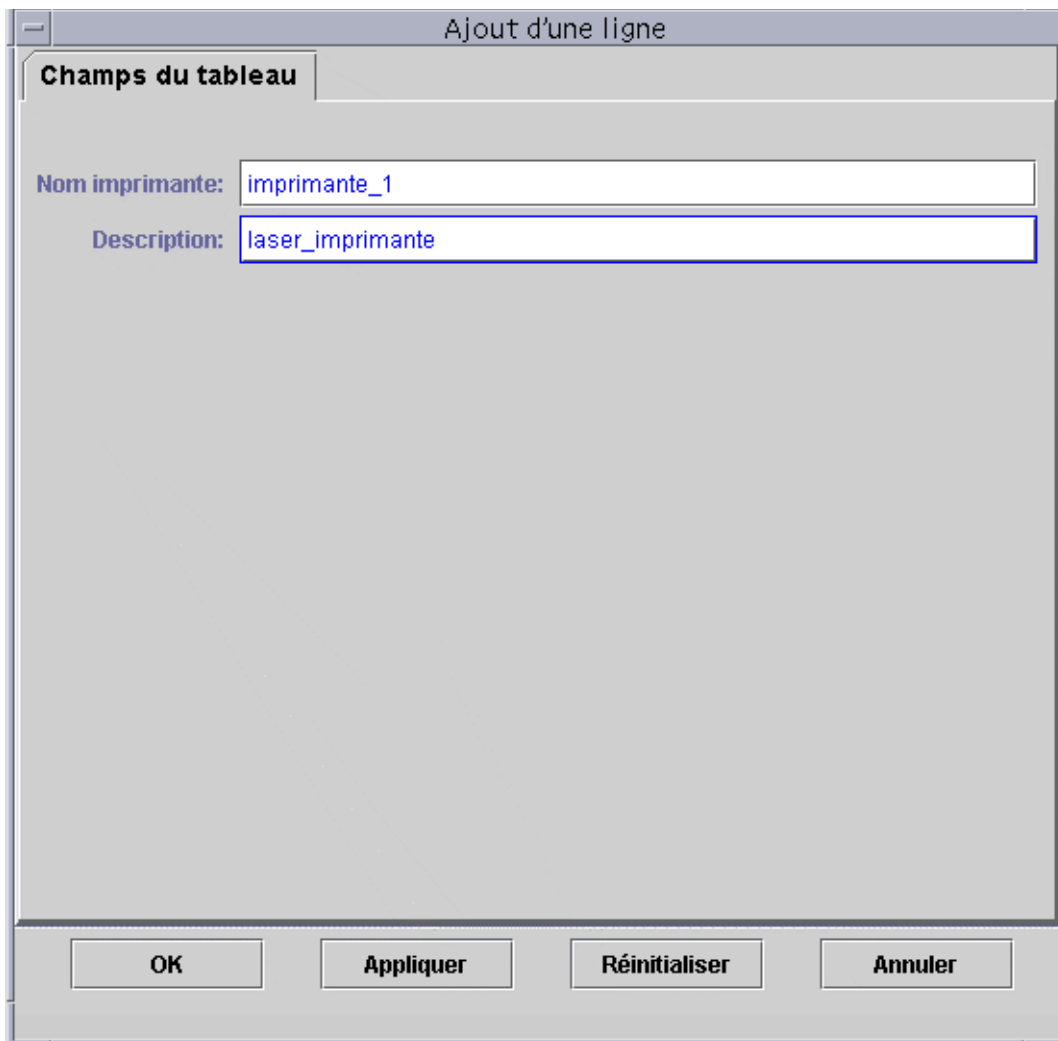 Ajout d'une ligne
Champs du tableau
Nom imprimante: imprimante_1
Description: laser_imprimante
OK Appliquer Réinitialiser Annuler